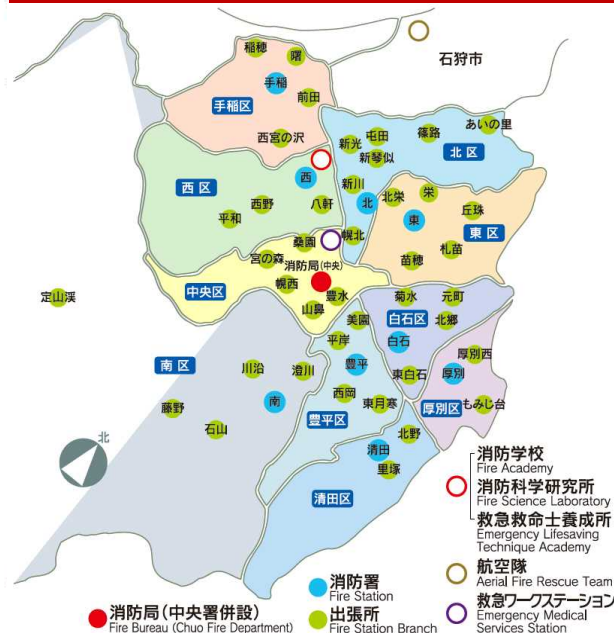 石狩市
稲穂
曙
手稲
前田
手稲区
西宮の沢
新光
屯田
篠路
あいの里
新琴似
北区
西区
西
新川
北
北栄
栄
西野
八軒
東
丘珠
平和
東区
桑園
幌北
札苗
宮の森
消防局(中央)
苗穂
中央区
幌西
豊水
菊水
元町
定山渓
山鼻
美園
白石区
北郷
平岸
白石
南区
川沿
澄川
豊平
東白石
厚別西
厚別
藤野
南
西岡
東月寒
もみじ台
厚別区
石山
豊平区
北野
北
清田
里塚
清田区
消防学校
Fire Academy
消防科学研究所
Fire Science Laboratory
救急救命士養成所
Emergency Lifesaving
Technique Academy
航空隊
Aerial Fire Rescue Team
救急ワークステーション
Emergency Medical
Services Station
消防局(中央署併設)
Fire Bureau (Chuo Fire Department)
消防署
Fire Station
出張所
Fire Station Branch